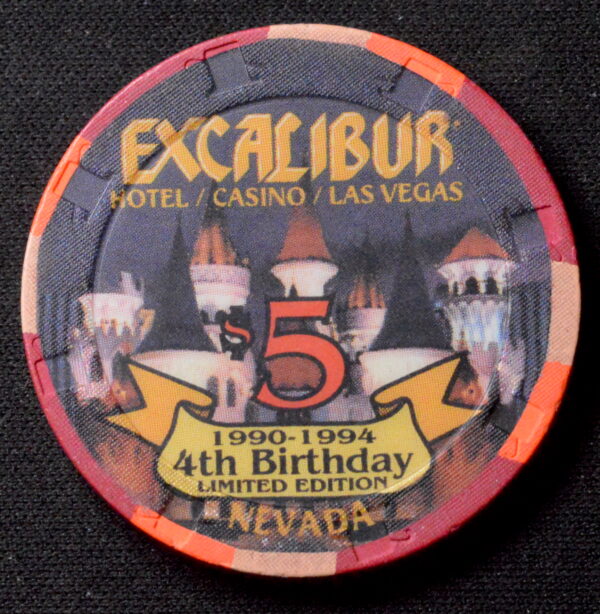 EXCALIBUR
HOTEL / CASINO / LAS VEGAS
$5
1990-1994
4th Birthday
LIMITED EDITION
NEVADA